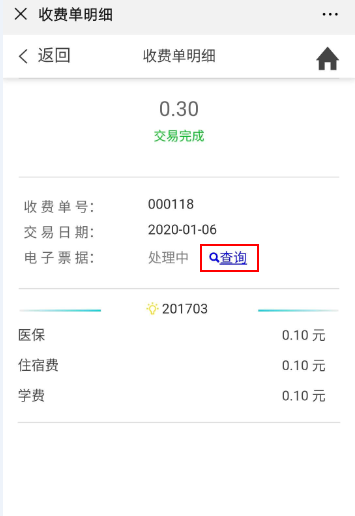 收费单明细
返回 收费单明细
0.30
交易完成
收费单号: 000118
交易日期: 2020-01-06
电子票据: 处理中 查询
201703
医保 0.10 元
住宿费 0.10 元
学费 0.10 元